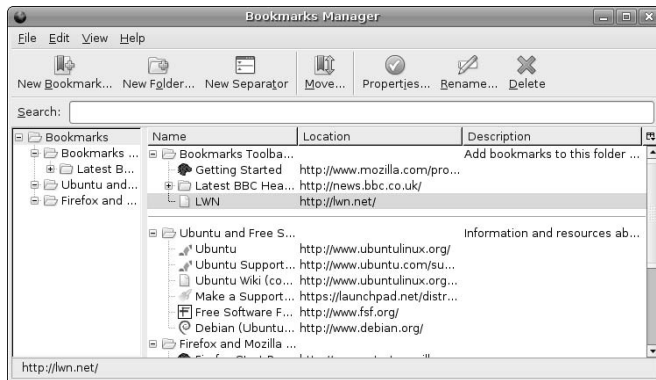 Bookmarks Manager
File Edit View Help
New Bookmark... New Folder... New Separator Move... Properties... Rename... Delete
Search:
Bookmarks
Bookmarks ...
Latest B...
Ubuntu and...
Firefox and ...
Name Location Description
Bookmarks Toolba... Add bookmarks to this folder ...
Getting Started http://www.mozilla.com/pro...
Latest BBC Hea... http://news.bbc.co.uk/
LWN http://lwn.net/
Ubuntu and Free S... Information and resources ab...
Ubuntu http://www.ubuntulinux.org/
Ubuntu Support... http://www.ubuntu.com/su...
Ubuntu Wiki (co... http://www.ubuntulinux.org...
Make a Support... https://launchpad.net/distr...
Free Software F... http://www.fsf.org/
Debian (Ubuntu... http://www.debian.org/
Firefox and Mozilla ...
http://lwn.net/